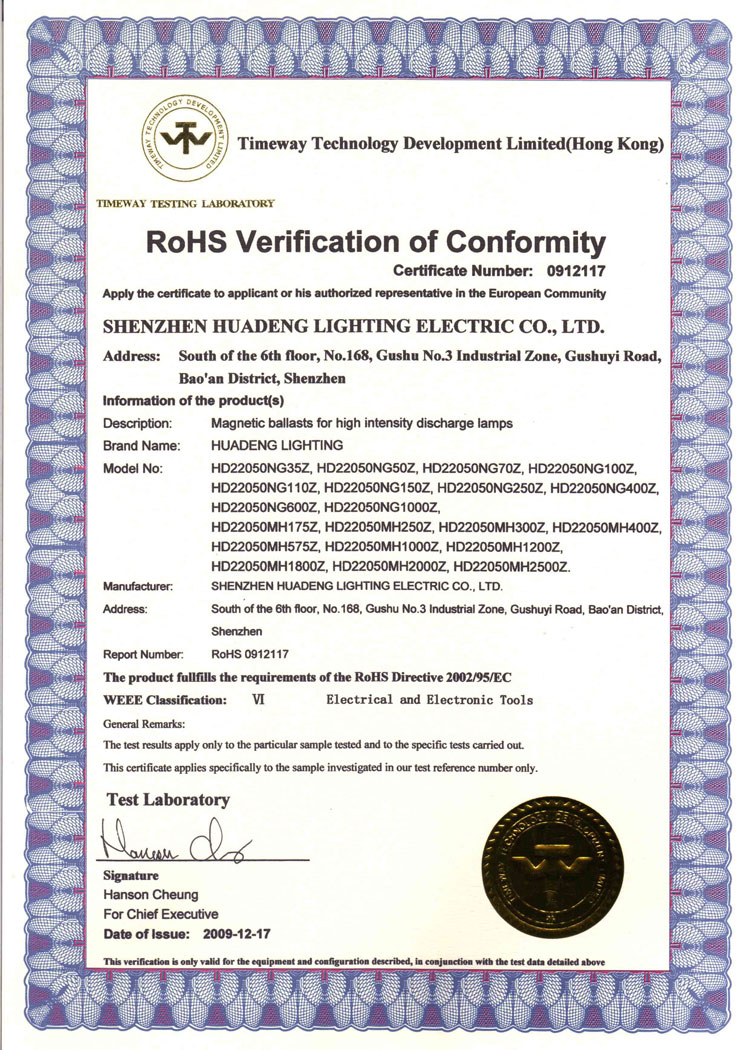 TIMEWAY TECHNOLOGY DEVELOPMENT LIMITED
Timeway Technology Development Limited(Hong Kong)
TIMEWAY TESTING LABORATORY
RoHS Verification of Conformity
Certificate Number: 0912117
Apply the certificate to applicant or his authorized representative in the European Community
SHENZHEN HUADENG LIGHTING ELECTRIC CO., LTD.
Address: South of the 6th floor, No.168, Gushu No.3 Industrial Zone, Gushuyi Road,
Bao'an District, Shenzhen
Information of the product(s)
Description: Magnetic ballasts for high intensity discharge lamps
Brand Name: HUADENG LIGHTING
Model No: HD22050NG35Z, HD22050NG50Z, HD22050NG70Z, HD22050NG100Z,
HD22050NG110Z, HD22050NG150Z, HD22050NG250Z, HD22050NG400Z,
HD22050NG600Z, HD22050NG1000Z,
HD22050MH175Z, HD22050MH250Z, HD22050MH300Z, HD22050MH400Z,
HD22050MH575Z, HD22050MH1000Z, HD22050MH1200Z,
HD22050MH1800Z, HD22050MH2000Z, HD22050MH2500Z.
Manufacturer: SHENZHEN HUADENG LIGHTING ELECTRIC CO., LTD.
Address: South of the 6th floor, No.168, Gushu No.3 Industrial Zone, Gushuyi Road, Bao'an District,
Shenzhen
Report Number: RoHS 0912117
The product fullfills the requirements of the RoHS Directive 2002/95/EC
WEEE Classification: VI Electrical and Electronic Tools
General Remarks:
The test results apply only to the particular sample tested and to the specific tests carried out.
This certificate applies specifically to the sample investigated in our test reference number only.
Test Laboratory
Signature
Hanson Cheung
For Chief Executive
Date of Issue: 2009-12-17
This verification is only valid for the equipment and configuration described, in conjunction with the test data detailed above